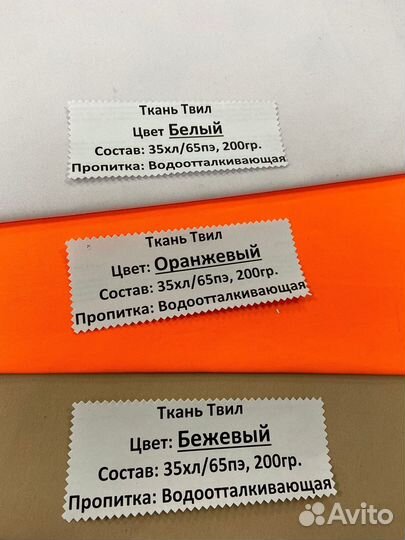 Ткань Твил
Цвет Белый
Состав: 35хл/65пэ, 200гр.
Пропитка: Водоотталкивающая
Ткань Твил
Цвет: Оранжевый
Состав: 35хл/65пэ, 200гр.
Пропитка: Водоотталкивающая
Ткань Твил
Цвет: Бежевый
Состав: 35хл/65пэ, 200гр.
Пропитка: Водоотталкивающая
Avito